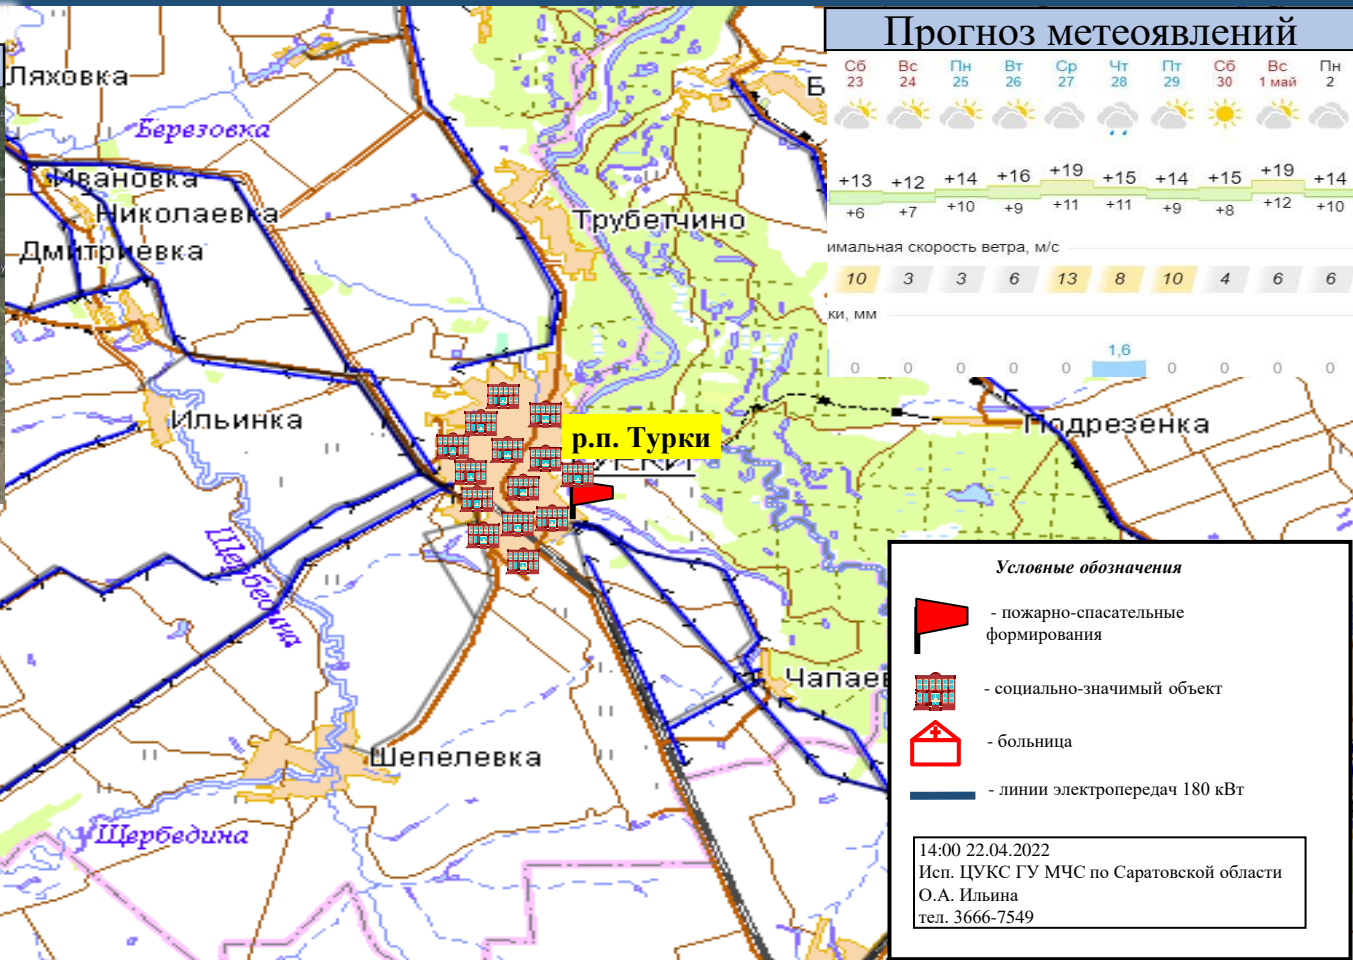 Прогноз метеоявлений
Сб Вс Пн Вт Ср Чт Пт Сб Вс Пн
23 24 25 26 27 28 29 30 1 май 2
+13 +12 +14 +16 +19 +15 +14 +15 +19 +14
+6 +7 +10 +9 +11 +11 +9 +8 +12 +10
имальная скорость ветра, м/с
10 3 3 6 13 8 10 4 6 6
ки, мм
1,6
0 0 0 0 0 0 0 0 0
Ляховка
Березовка
Б
Ивановка
Николаевка
Дмитриевка
Трубетчино
Ильинка
р.п. Турки
Подрезенка
Щербедина
Чапаев
Шепелевка
Щербедина
Условные обозначения
- пожарно-спасательные
формирования
- социально-значимый объект
- больница
- линии электропередач 180 кВт
14:00 22.04.2022
Исп. ЦУКС ГУ МЧС по Саратовской области
О.А. Ильина
тел. 3666-7549